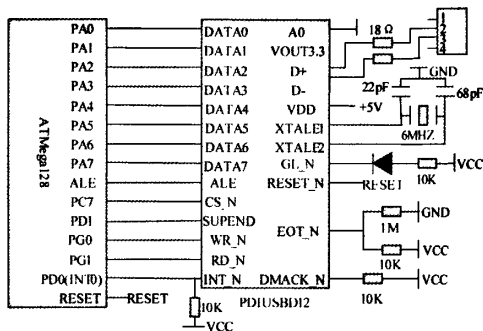 ATMega128
PA0
PA1
PA2
PA3
PA4
PA5
PA6
PA7
ALE
PC7
PD1
PG0
PG1
PD0(INT0)
RESET
RESET
DATA0
DATA1
DATA2
DATA3
DATA4
DATA5
DATA6
DATA7
ALE
CS_N
SUPEND
WR_N
RD_N
INT_N
A0
VOUT3.3
D+
D-
VDD
XTALE1
XTALE2
GL_N
RESET_N
EOT_N
DMACK_N
PDIUSBD12
10K
VCC
18Ω
1
2
3
4
GND
22pF
68pF
+5V
6MHZ
VCC
RESET
10K
GND
1M
VCC
10K
VCC
10K